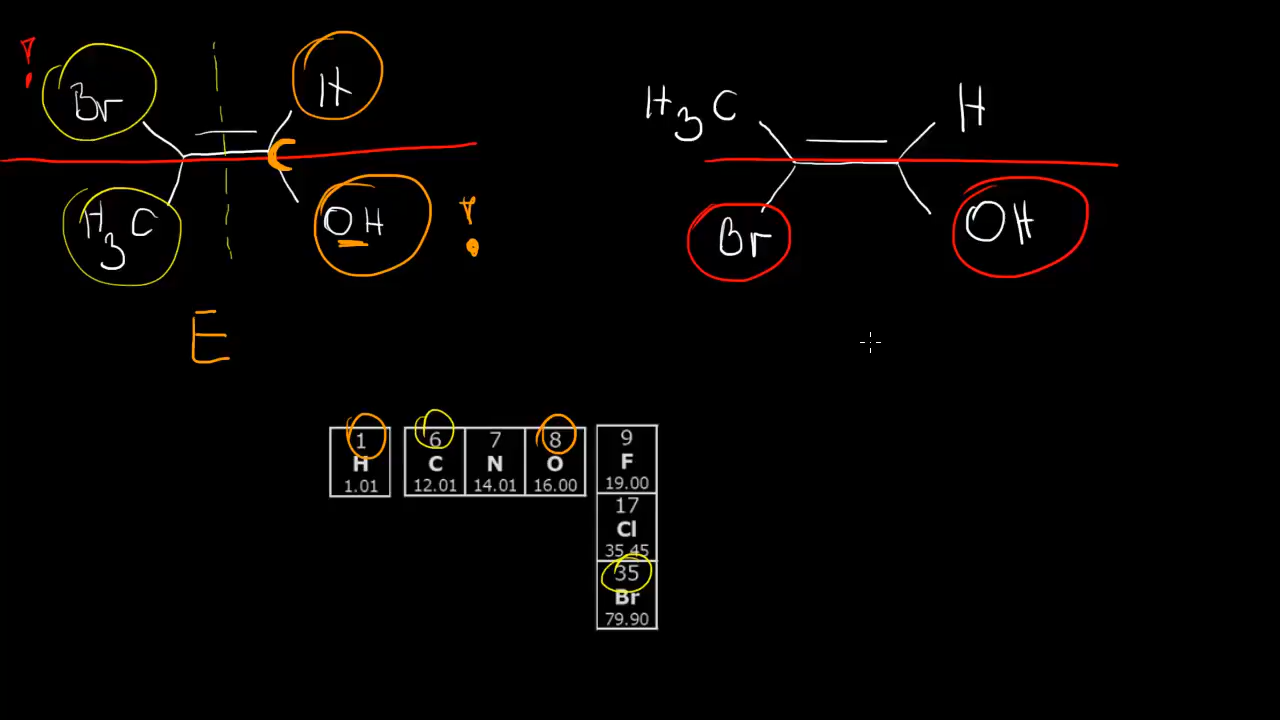 ! Br H
H3C OH !
E
H3C H
Br OH
1 6 7 8 9
H C N O F
1.01 12.01 14.01 16.00 19.00
17
Cl
35.45
35
Br
79.90